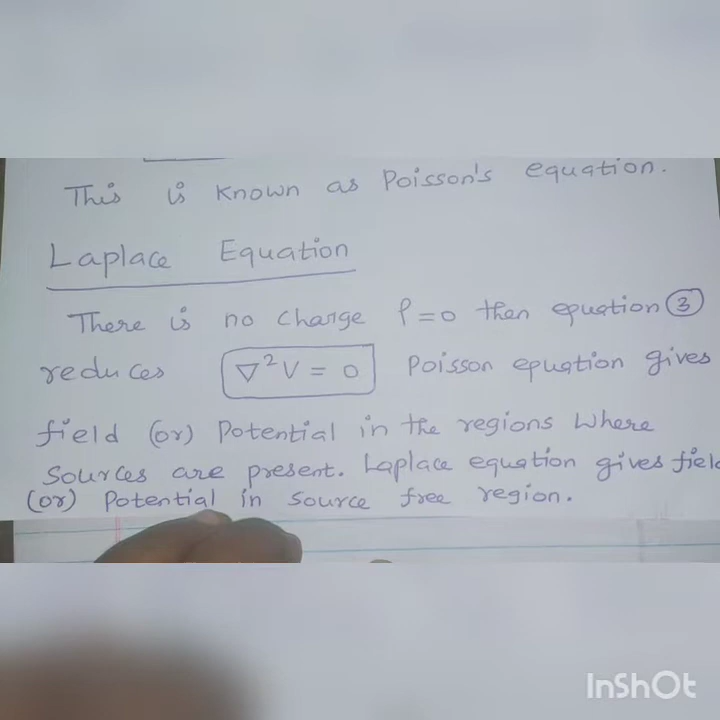 This is known as Poisson's equation.
Laplace Equation
There is no charge ρ=0 then equation ③
reduces ∇²V = 0 Poisson equation gives
field (or) Potential in the regions where
sources are present. Laplace equation gives field
(or) Potential in source free region.
InShOt